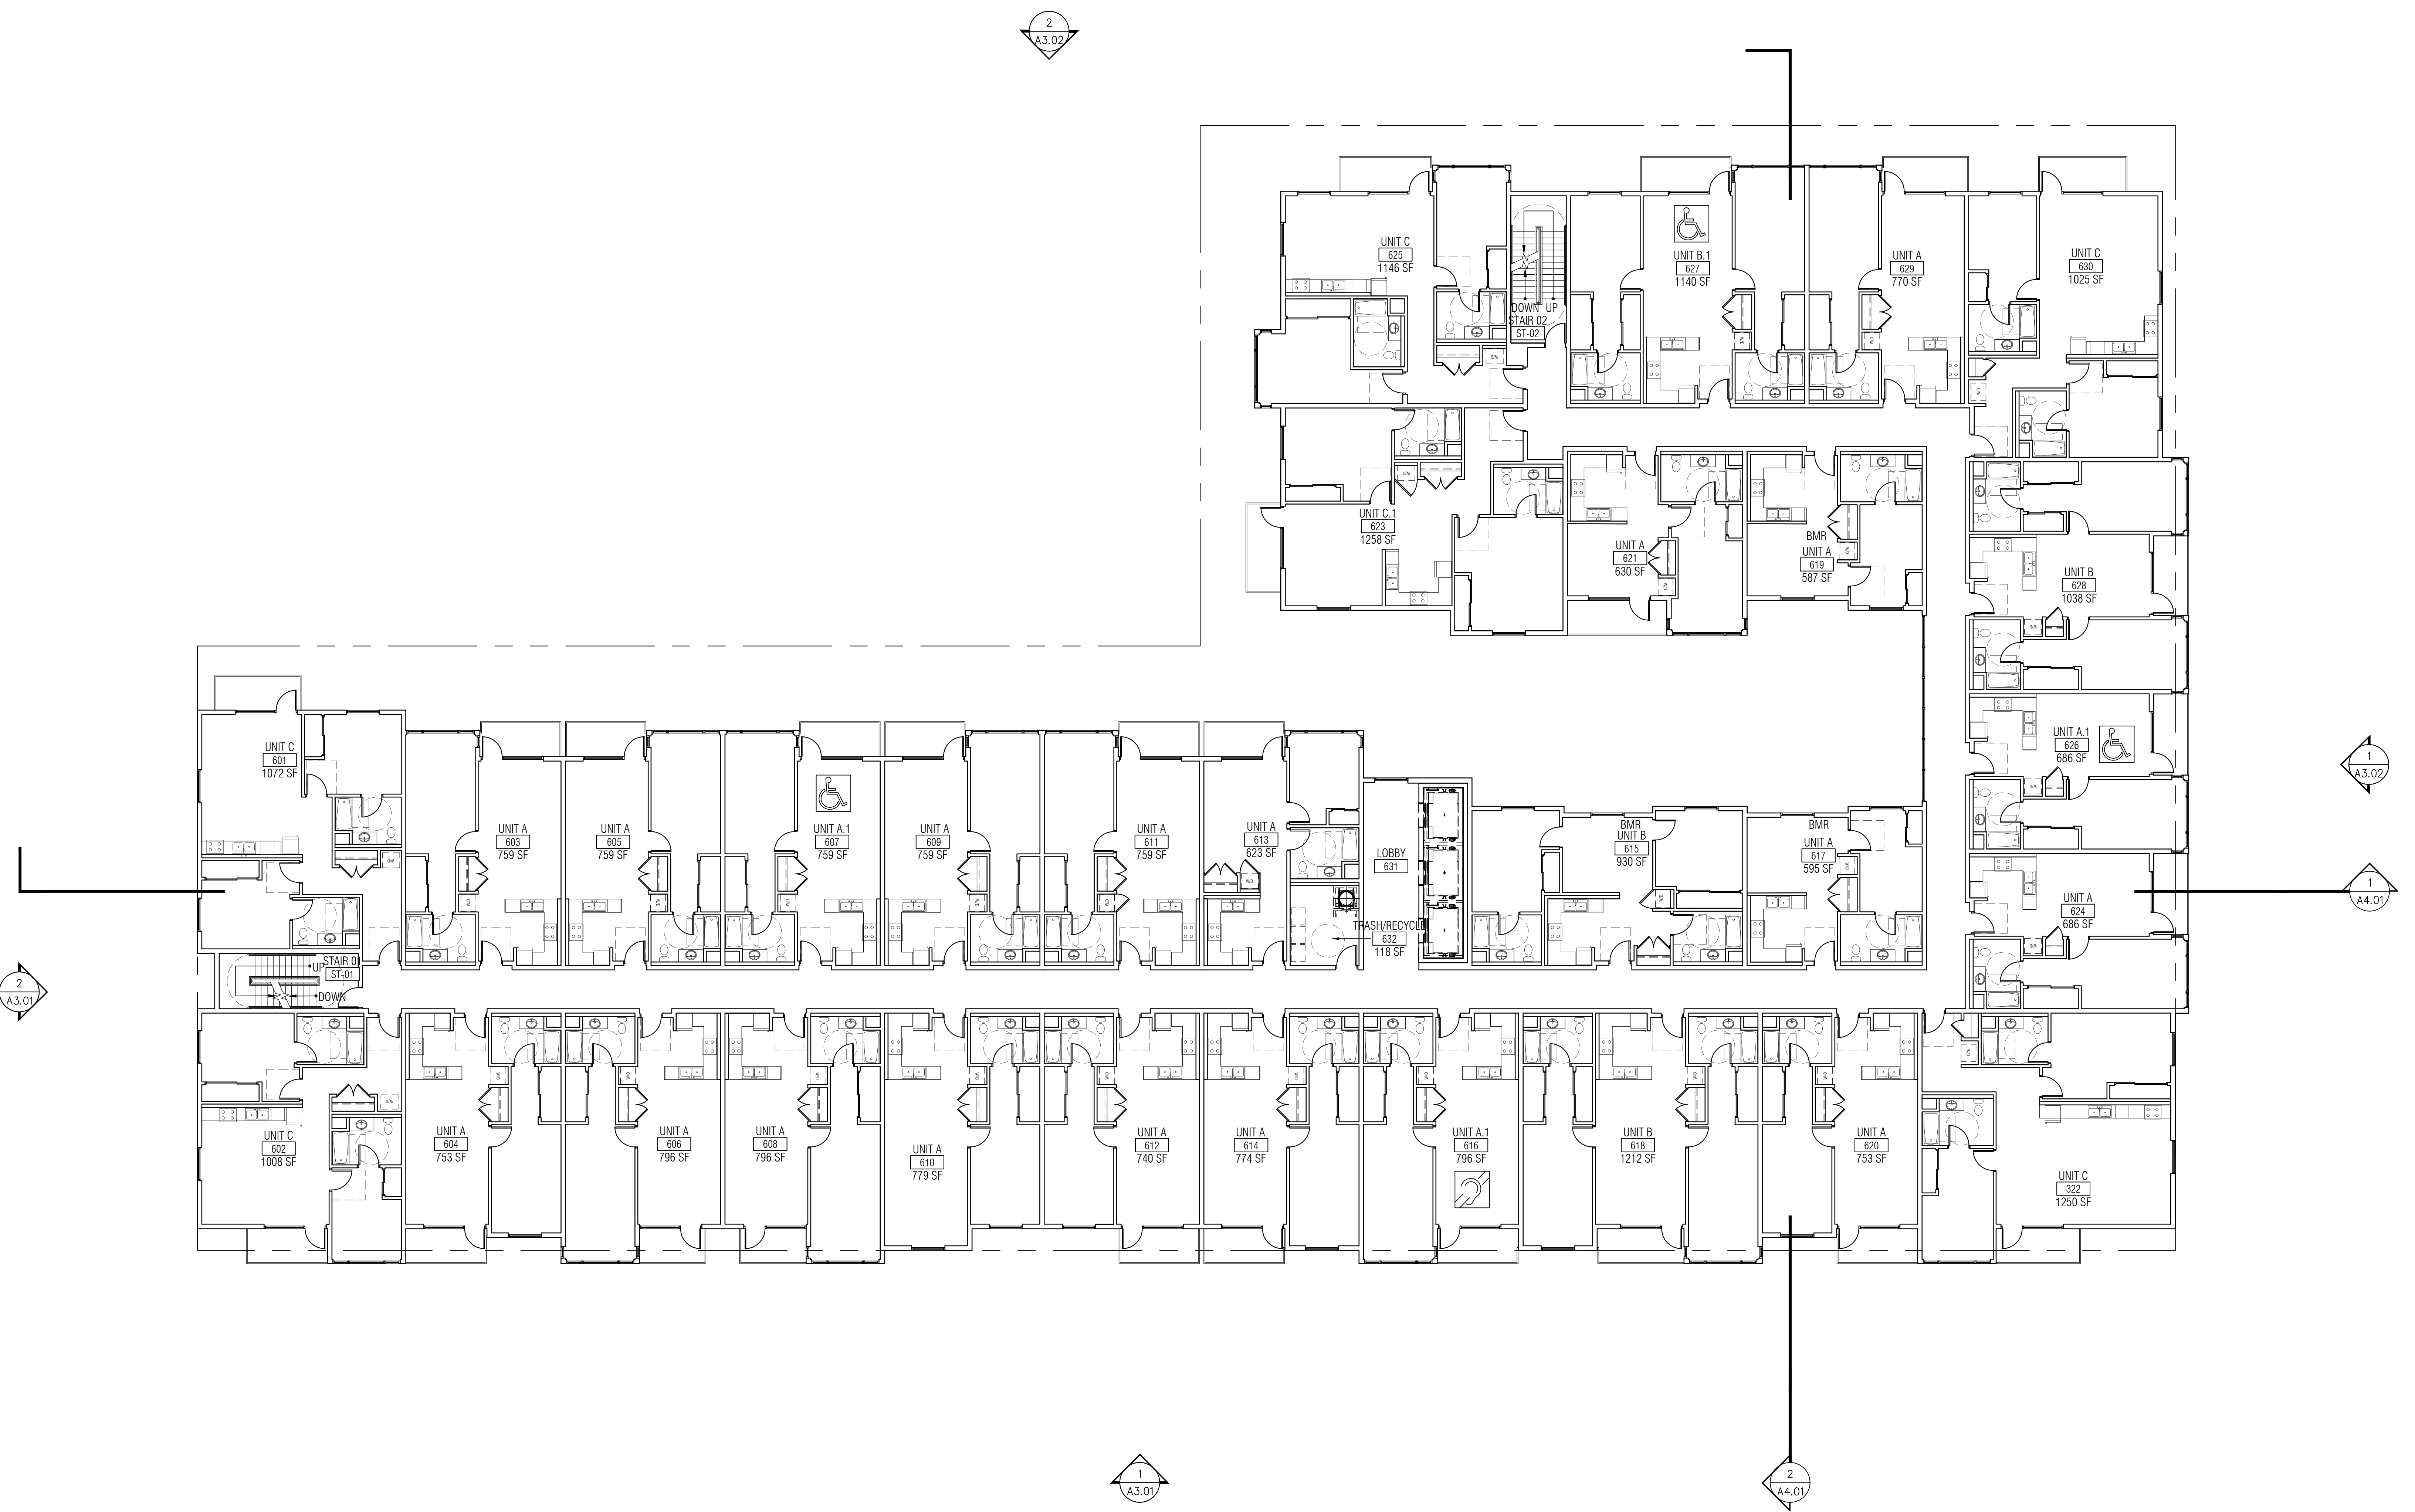 2
A3.02
UNIT C
625
1146 SF
DOWN UP
STAIR 02
ST-02
UNIT B.1
627
1140 SF
UNIT A
629
770 SF
UNIT C
630
1025 SF
UNIT C.1
623
1258 SF
UNIT A
621
630 SF
BMR
UNIT A
619
587 SF
UNIT B
628
1038 SF
UNIT A.1
626
686 SF
1
A3.02
UNIT C
601
1072 SF
UNIT A
603
759 SF
UNIT A
605
759 SF
UNIT A.1
607
759 SF
UNIT A
609
759 SF
UNIT A
611
759 SF
UNIT A
613
623 SF
LOBBY
631
BMR
UNIT B
615
930 SF
BMR
UNIT A
617
595 SF
UNIT A
624
686 SF
1
A4.01
TRASH/RECYCLE
632
118 SF
STAIR 01
UP
ST-01
DOWN
2
A3.01
UNIT C
602
1008 SF
UNIT A
604
753 SF
UNIT A
606
796 SF
UNIT A
608
796 SF
UNIT A
610
779 SF
UNIT A
612
740 SF
UNIT A
614
774 SF
UNIT A.1
616
796 SF
UNIT B
618
1212 SF
UNIT A
620
753 SF
UNIT C
322
1250 SF
1
A3.01
2
A4.01